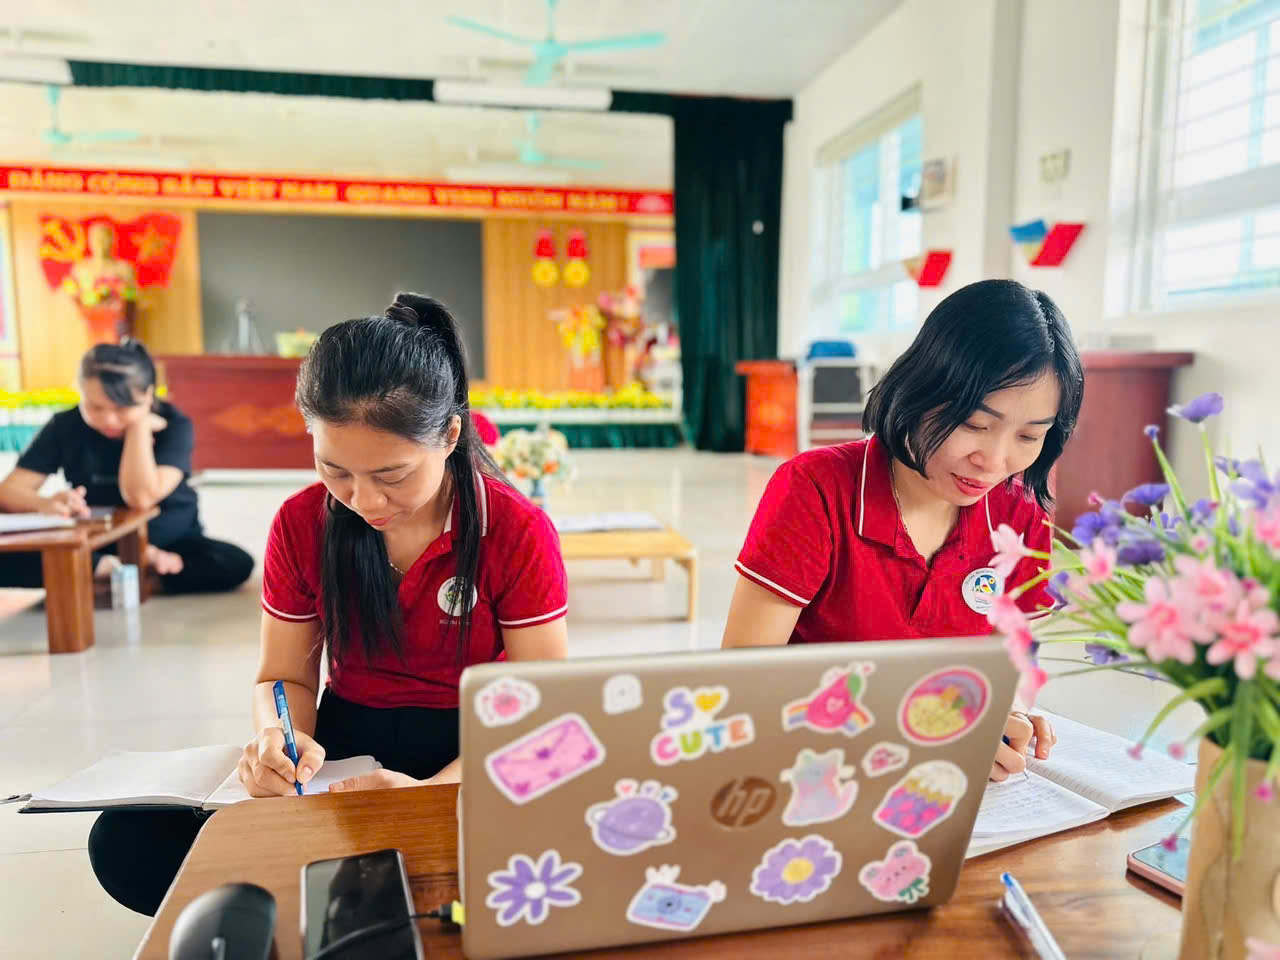 ĐẢNG CỘNG SẢN VIỆT NAM QUANG VINH MUÔN NĂM !
SO
CUTE
hp